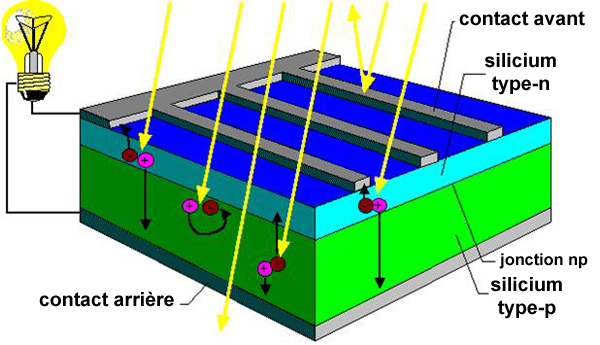 contact avant
silicium
type-n
jonction np
silicium
type-p
contact arrière
+
-
+
-
-
+
+
-